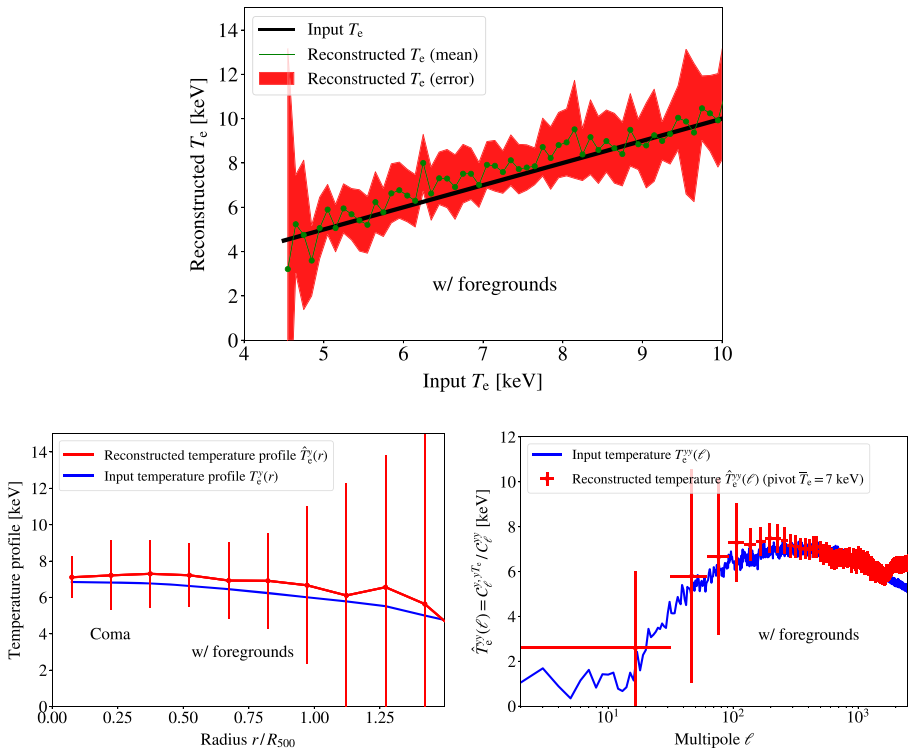 14
12
10
8
6
4
2
0
Reconstructed Tₑ [keV]
Input Tₑ
Reconstructed Tₑ (mean)
Reconstructed Tₑ (error)
w/ foregrounds
4 5 6 7 8 9 10
Input Tₑ [keV]
14
12
10
8
6
4
2
0
Temperature profile [keV]
Reconstructed temperature profile T̂ₑʸ(r)
Input temperature profile Tₑʸ(r)
Coma
w/ foregrounds
0.00 0.25 0.50 0.75 1.00 1.25
Radius r/R₅₀₀
12
10
8
6
4
2
0
T̂ₑʸʸ(ℓ) = C_ℓ^{y,yTₑ}/C_ℓ^{yy} [keV]
Input temperature Tₑʸʸ(ℓ)
Reconstructed temperature T̂ₑʸʸ(ℓ) (pivot T̅ₑ = 7 keV)
w/ foregrounds
10¹ 10² 10³
Multipole ℓ